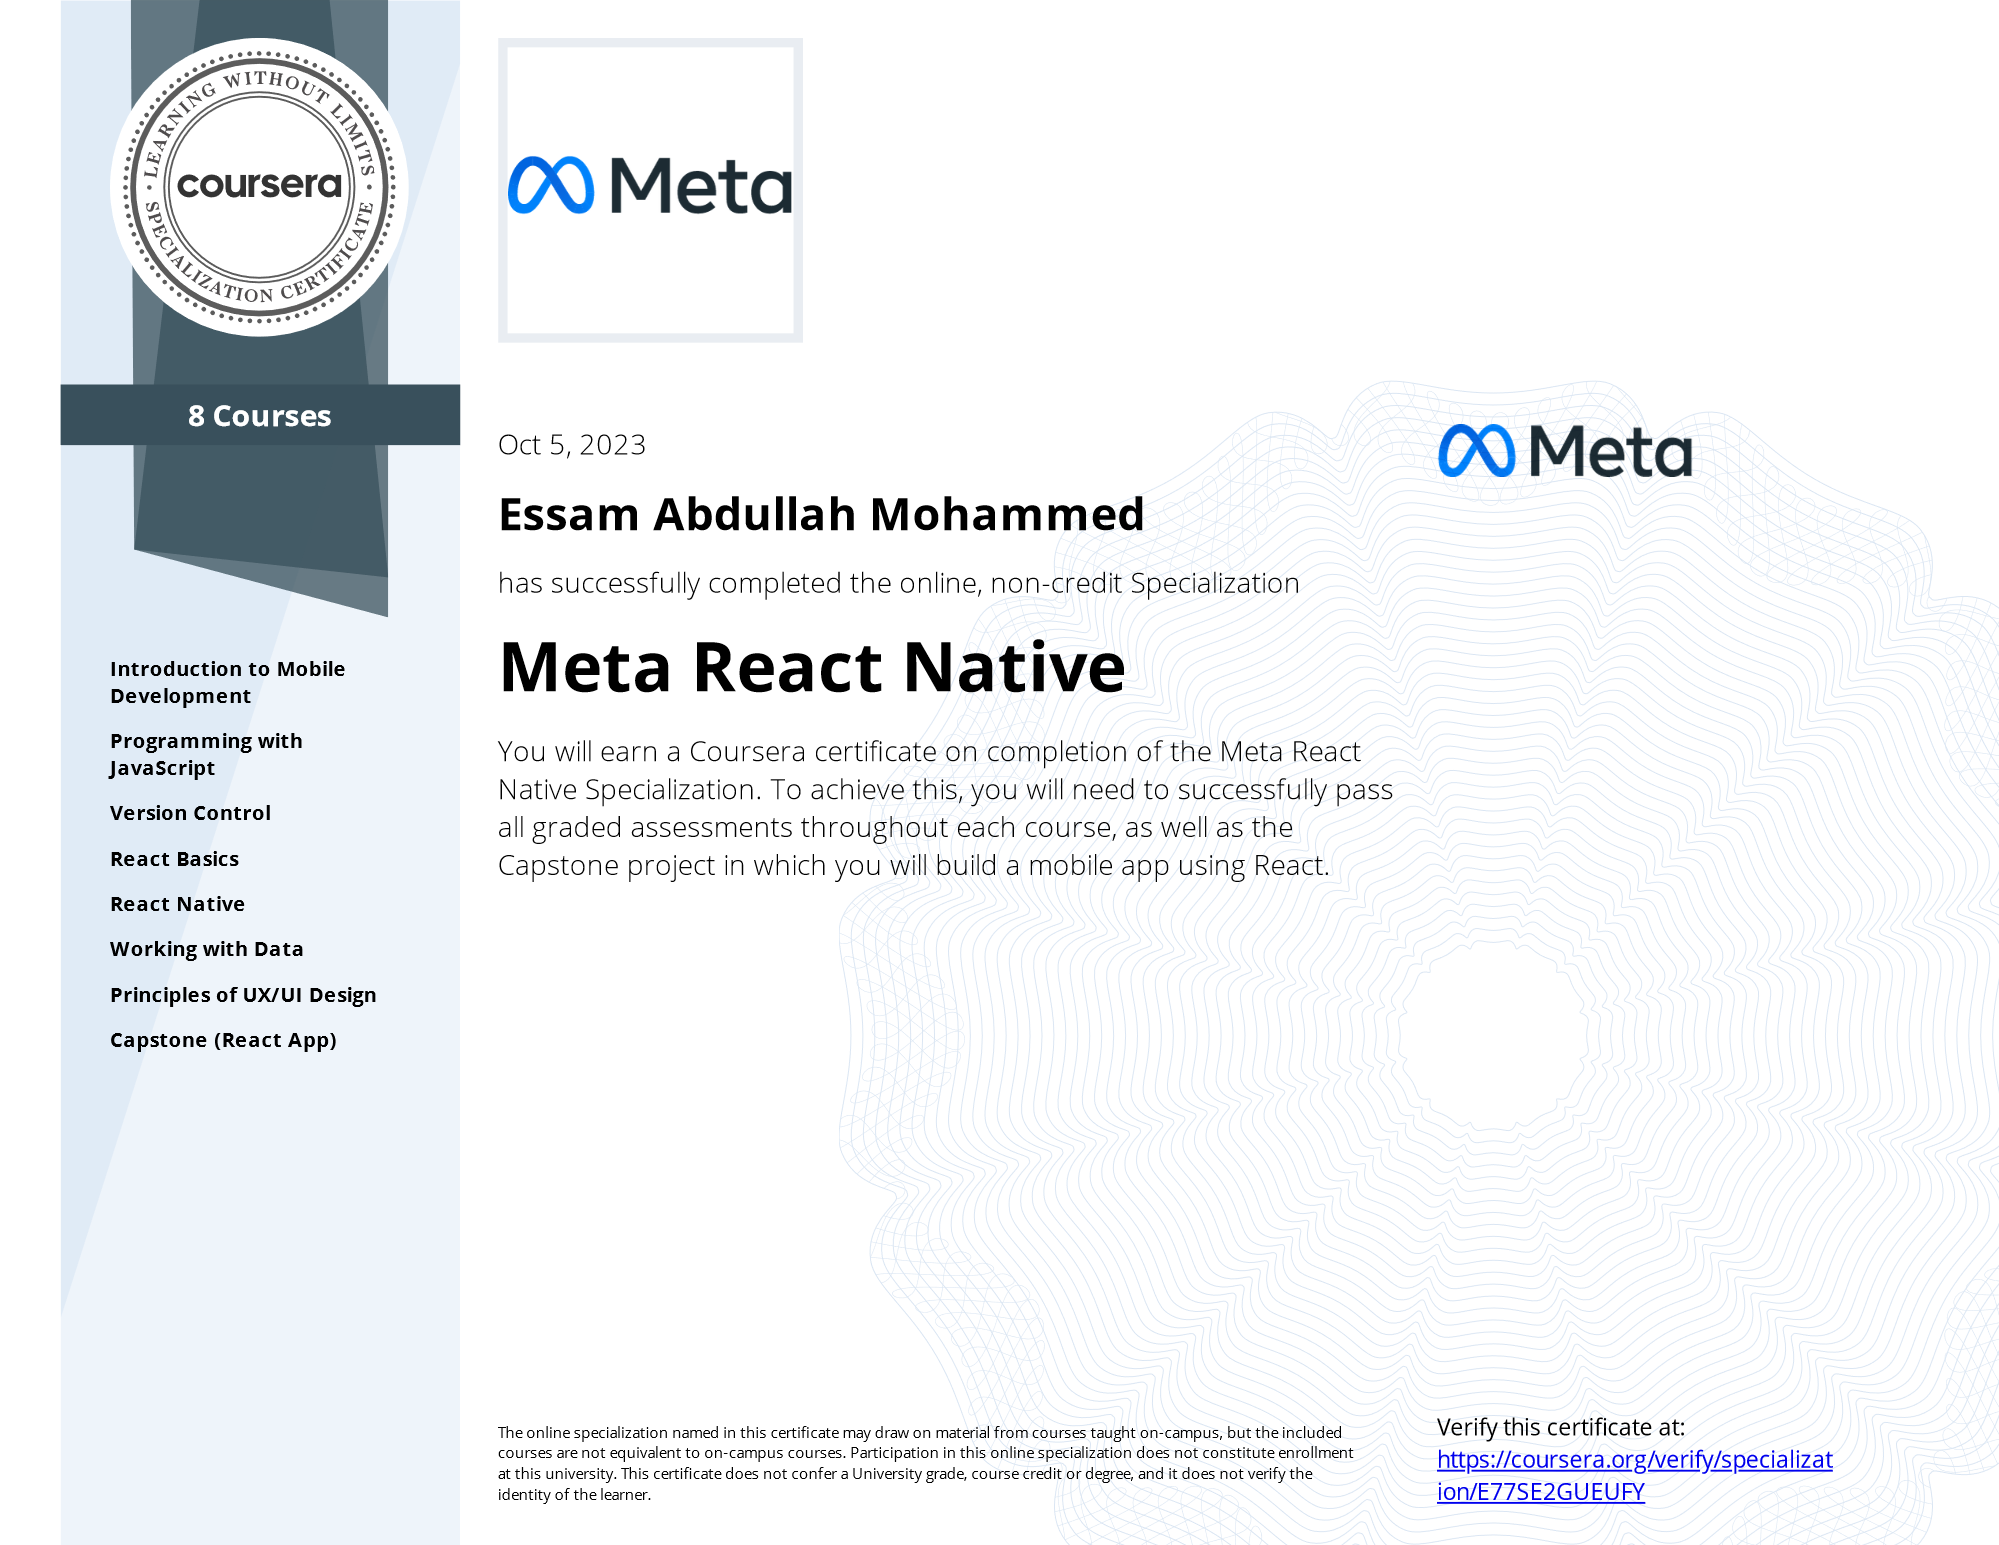 LEARNING WITHOUT LIMITS
coursera
SPECIALIZATION CERTIFICATE
8 Courses
Introduction to Mobile
Development
Programming with
JavaScript
Version Control
React Basics
React Native
Working with Data
Principles of UX/UI Design
Capstone (React App)
Meta
Oct 5, 2023
Essam Abdullah Mohammed
has successfully completed the online, non-credit Specialization
Meta React Native
You will earn a Coursera certificate on completion of the Meta React
Native Specialization. To achieve this, you will need to successfully pass
all graded assessments throughout each course, as well as the
Capstone project in which you will build a mobile app using React.
Meta
The online specialization named in this certificate may draw on material from courses taught on-campus, but the included
courses are not equivalent to on-campus courses. Participation in this online specialization does not constitute enrollment
at this university. This certificate does not confer a University grade, course credit or degree, and it does not verify the
identity of the learner.
Verify this certificate at:
https://coursera.org/verify/specializat
ion/E77SE2GUEUFY